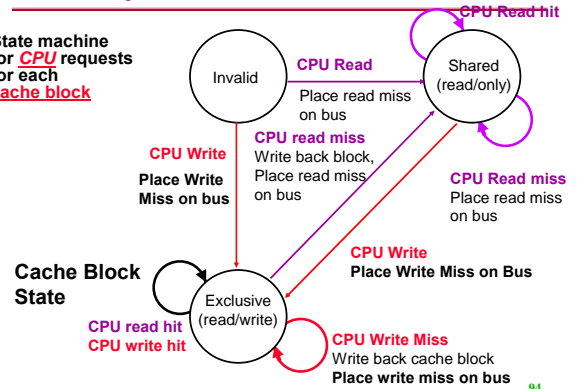 CPU Read hit
State machine
or CPU requests
or each
ache block
Invalid
CPU Read
Place read miss
on bus
Shared
(read/only)
CPU Write
Place Write
Miss on bus
CPU read miss
Write back block,
Place read miss
on bus
CPU Read miss
Place read miss
on bus
CPU Write
Place Write Miss on Bus
Cache Block
State
Exclusive
(read/write)
CPU read hit
CPU write hit
CPU Write Miss
Write back cache block
Place write miss on bus
94